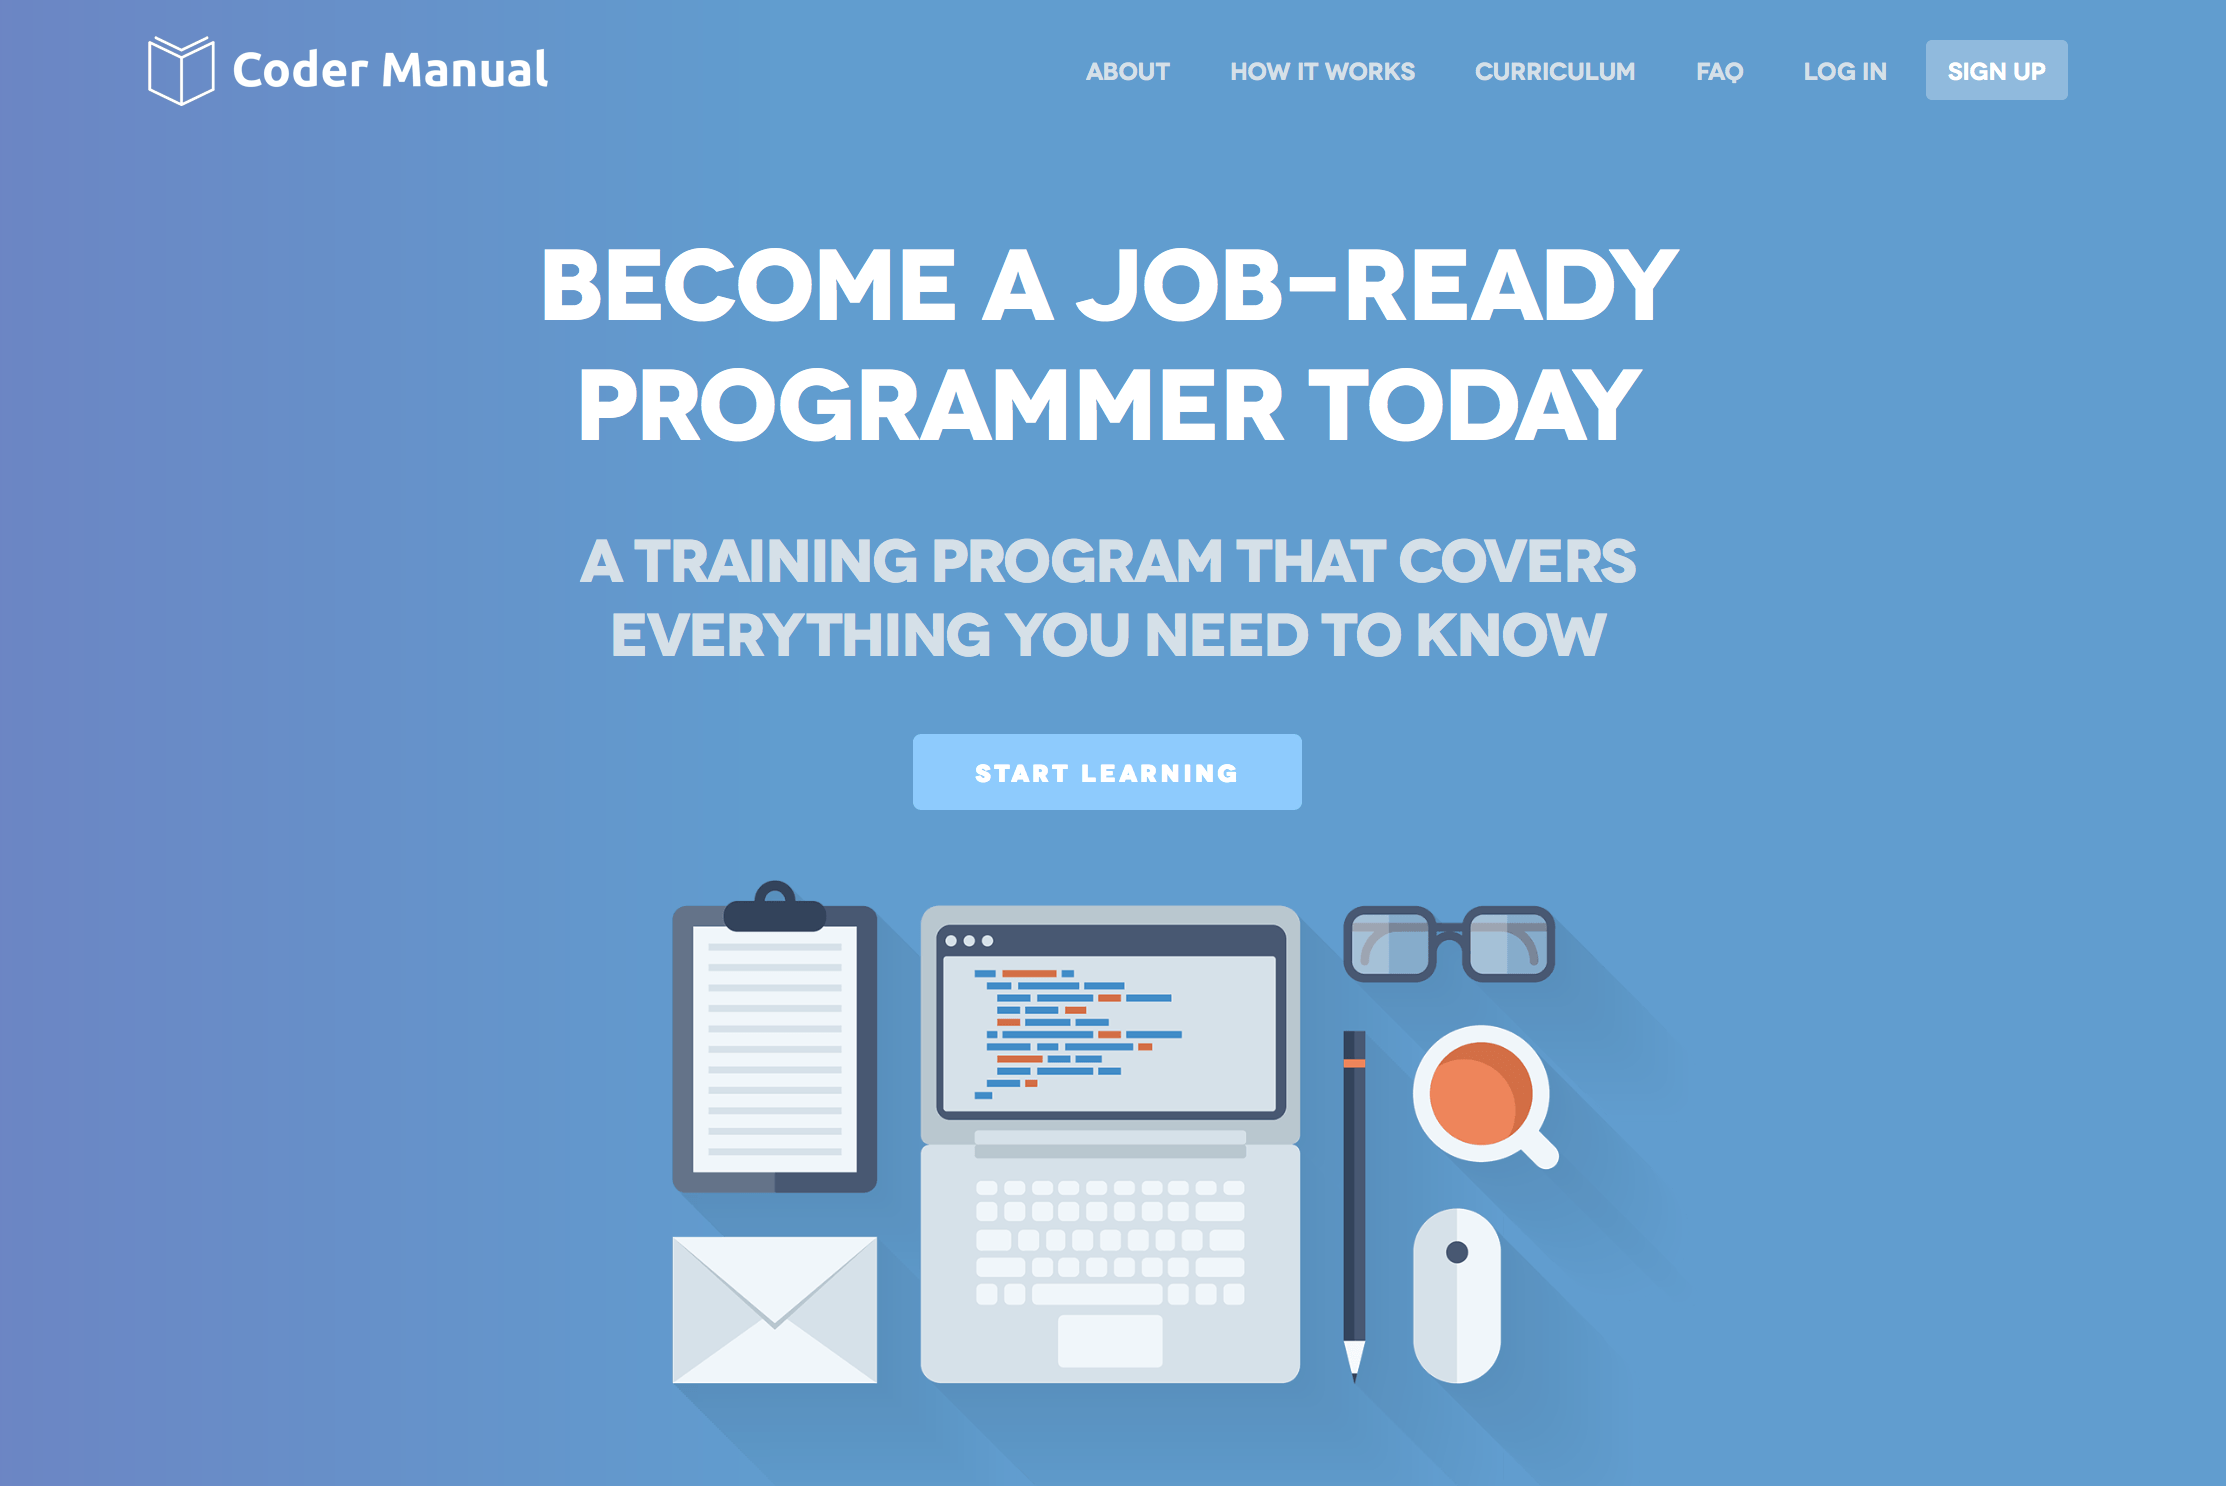 Coder Manual
ABOUT HOW IT WORKS CURRICULUM FAQ LOG IN SIGN UP
BECOME A JOB-READY
PROGRAMMER TODAY
A TRAINING PROGRAM THAT COVERS
EVERYTHING YOU NEED TO KNOW
START LEARNING